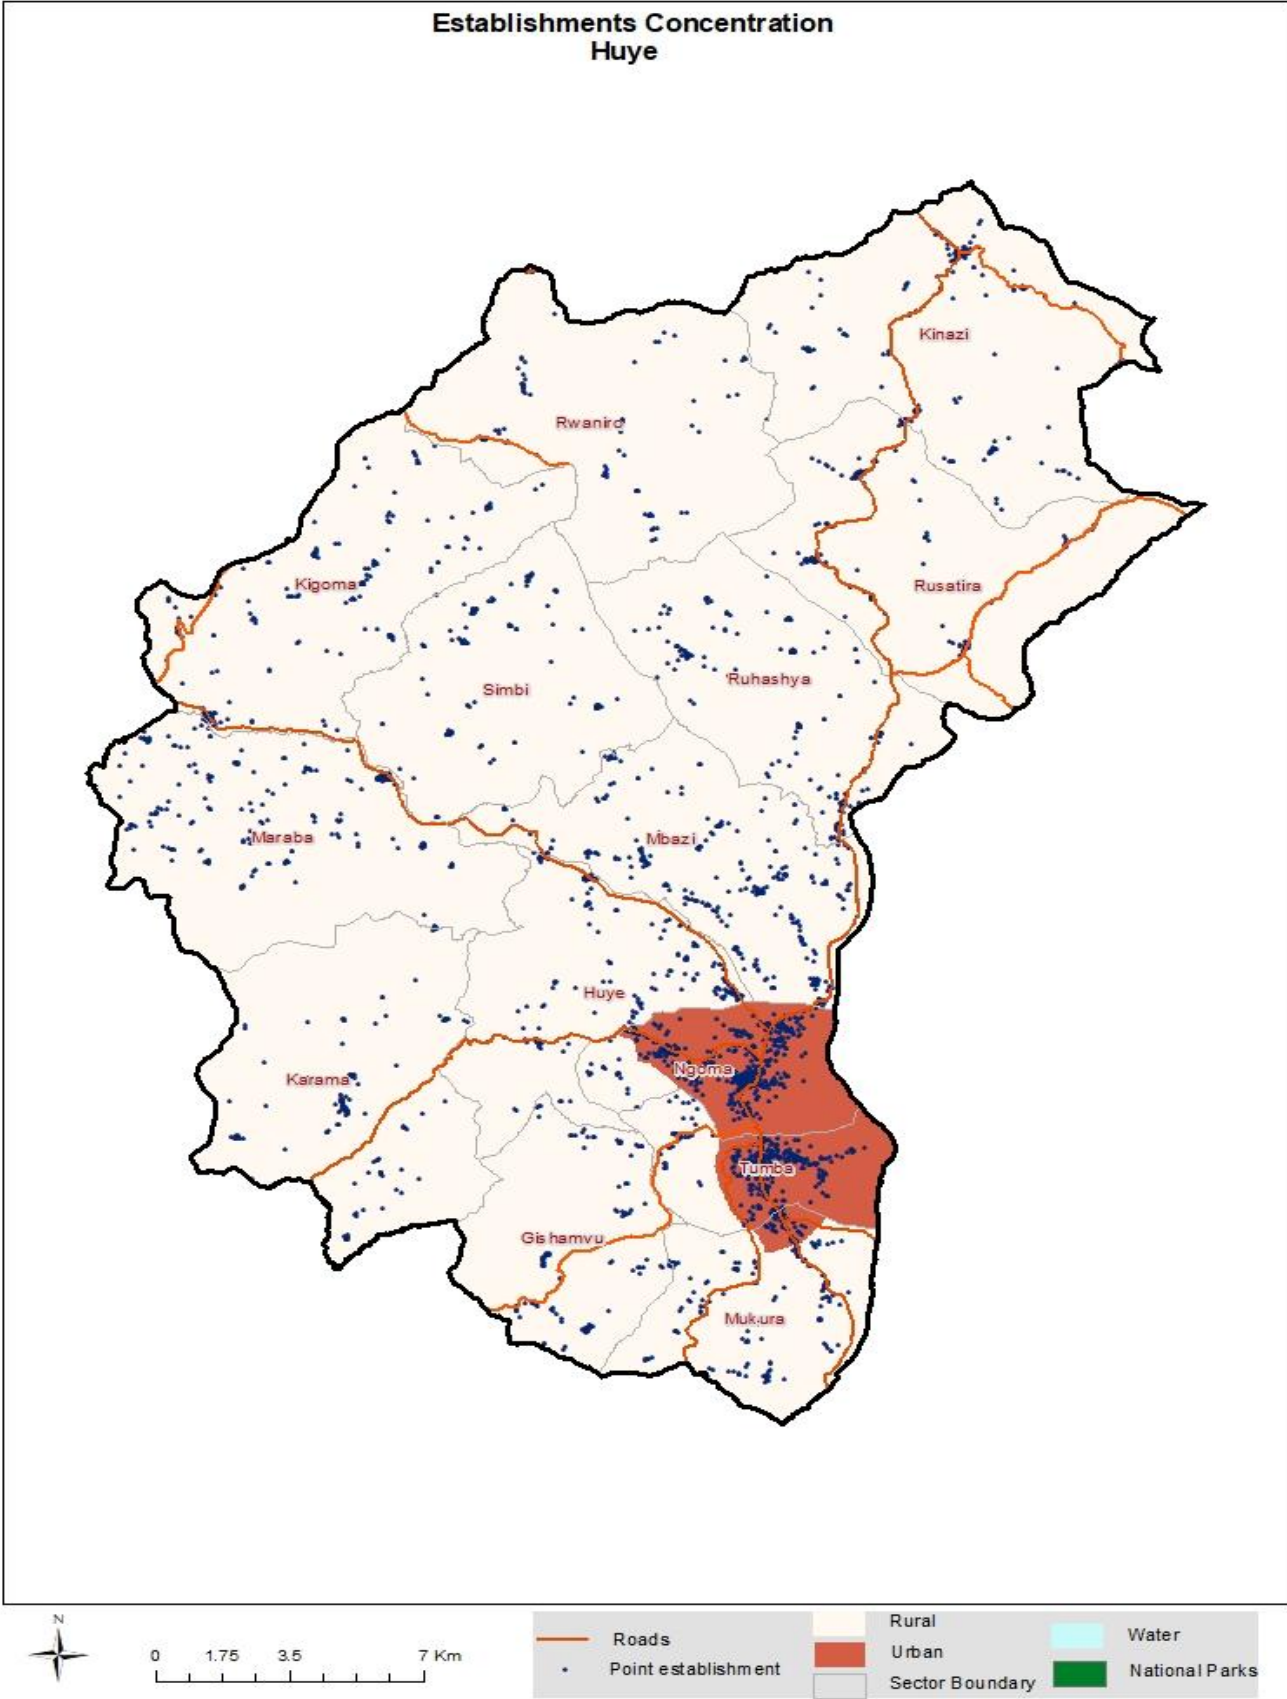 Establishments Concentration
Huye
Kinazi
Rwaniro
Kigoma
Rusatira
Ruhashya
Simbi
Maraba
Mbazi
Huye
Ngoma
Karama
Tumba
Gishamvu
Mukura
N
0 1.75 3.5 7 Km
Roads
Point establishment
Rural
Urban
Sector Boundary
Water
National Parks